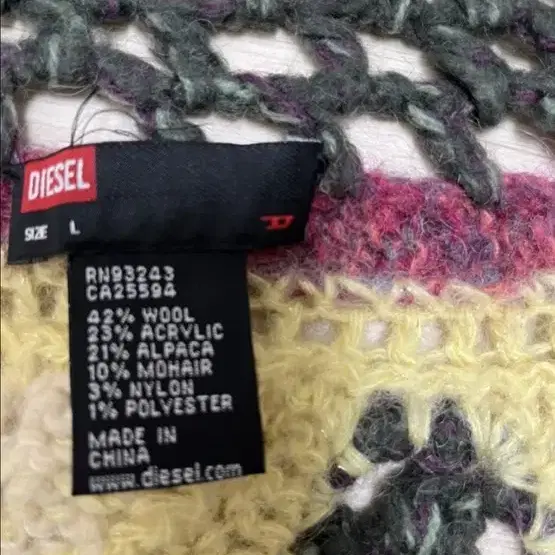 DIESEL
SIZE L
RN93243
CA25594
42% WOOL
23% ACRYLIC
21% ALPACA
10% MOHAIR
3% NYLON
1% POLYESTER
MADE IN
CHINA
www.diesel.com